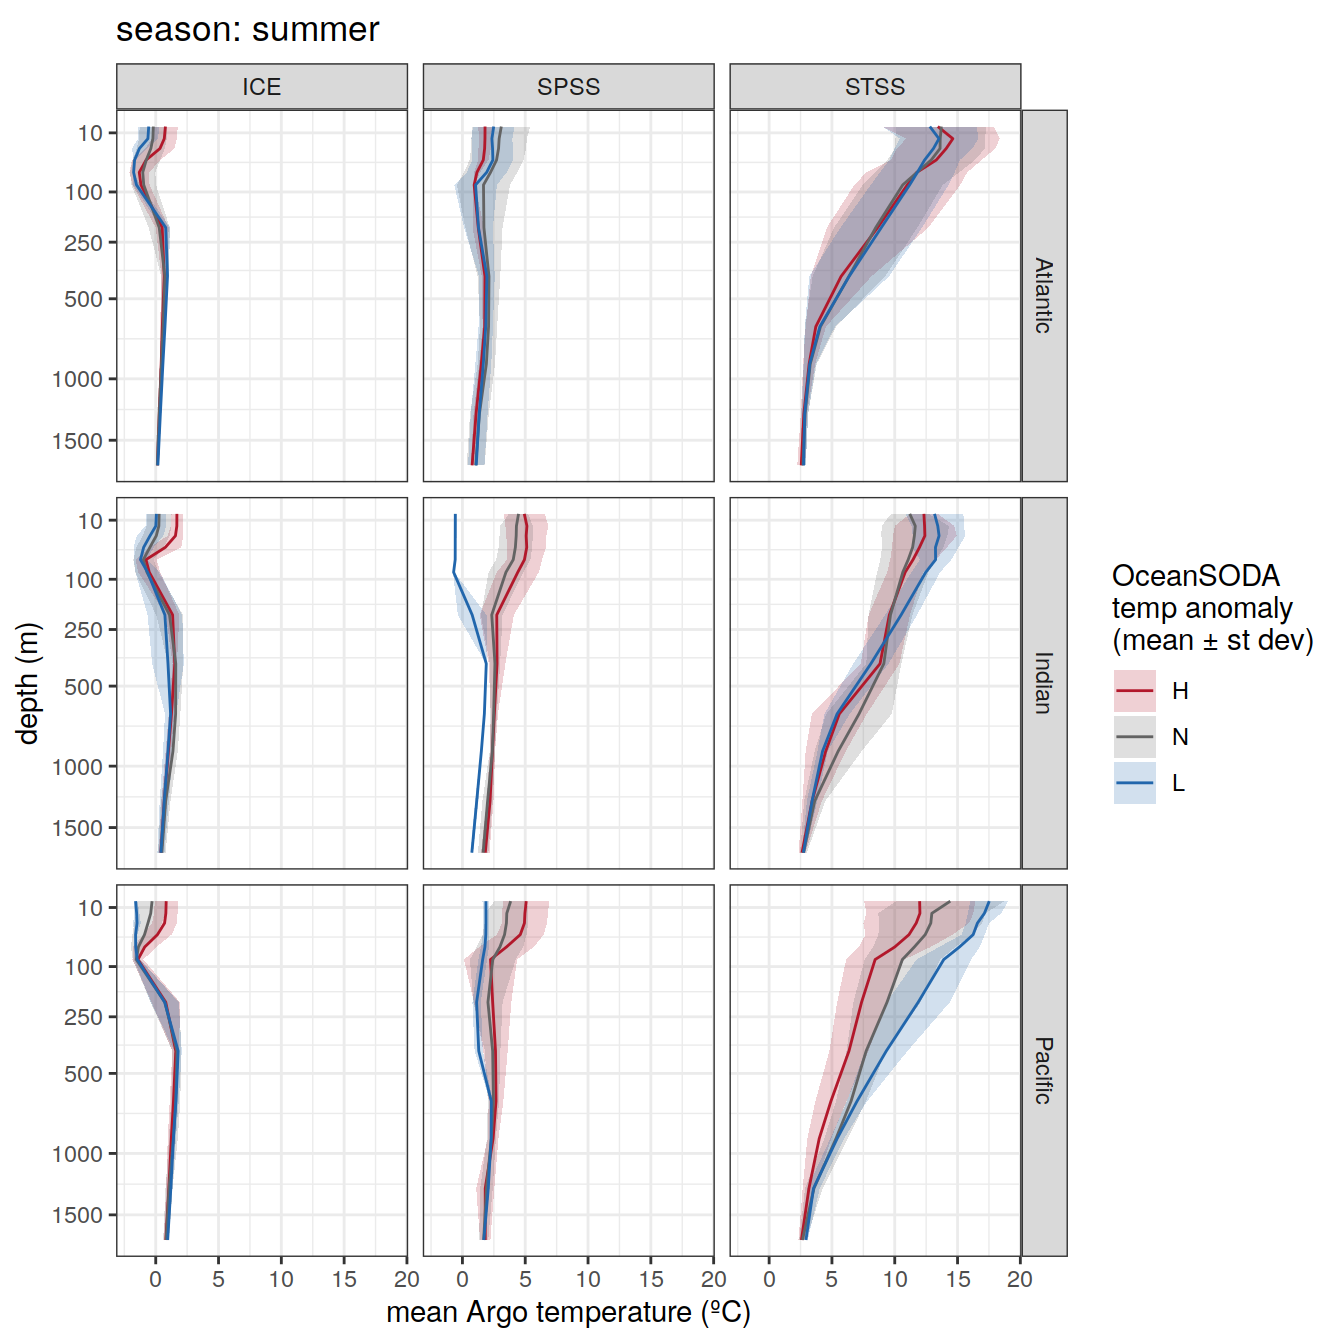 season: summer
ICE
SPSS
STSS
10
100
250
500
1000
1500
Atlantic
10
100
250
500
1000
1500
Indian
10
100
250
500
1000
1500
Pacific
depth (m)
0 5 10 15 20
0 5 10 15 20
0 5 10 15 20
mean Argo temperature (ºC)
OceanSODA
temp anomaly
(mean ± st dev)
H
N
L